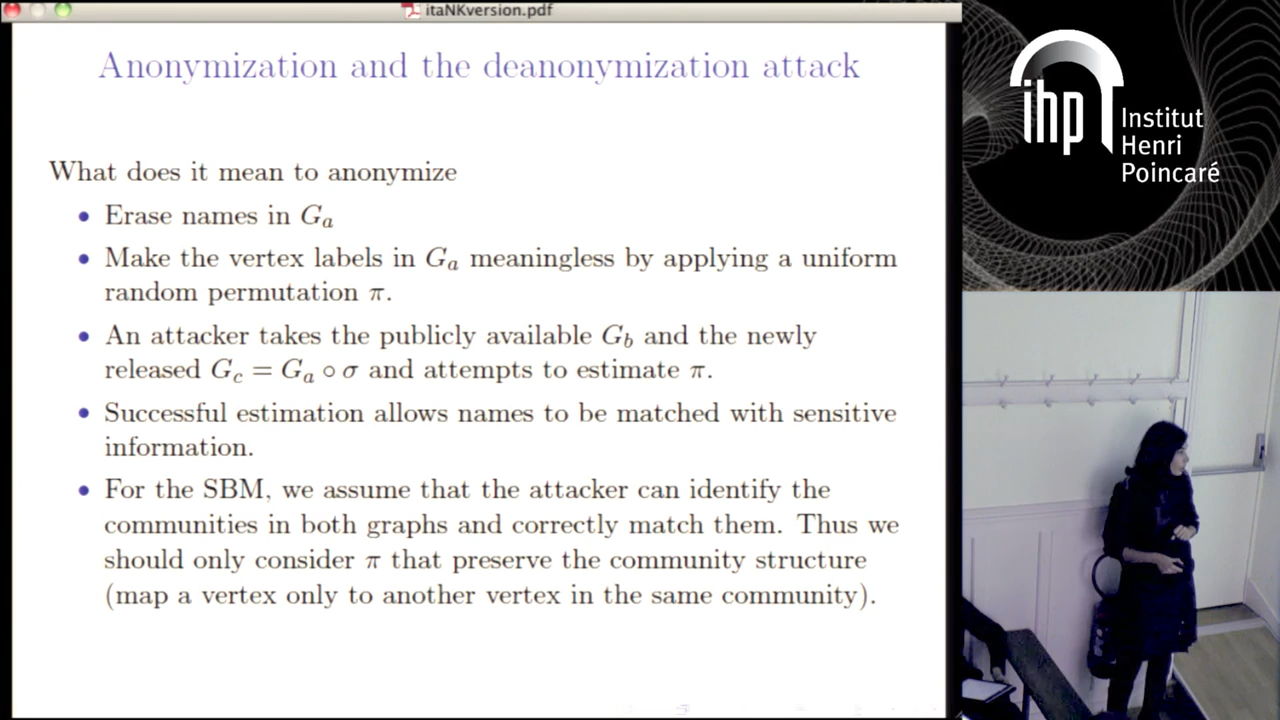 itaNKversion.pdf
Anonymization and the deanonymization attack
What does it mean to anonymize
• Erase names in Gₐ
• Make the vertex labels in Gₐ meaningless by applying a uniform
random permutation π.
• An attacker takes the publicly available G_b and the newly
released G_c = Gₐ ∘ σ and attempts to estimate π.
• Successful estimation allows names to be matched with sensitive
information.
• For the SBM, we assume that the attacker can identify the
communities in both graphs and correctly match them. Thus we
should only consider π that preserve the community structure
(map a vertex only to another vertex in the same community).
ihp
Institut
Henri
Poincaré